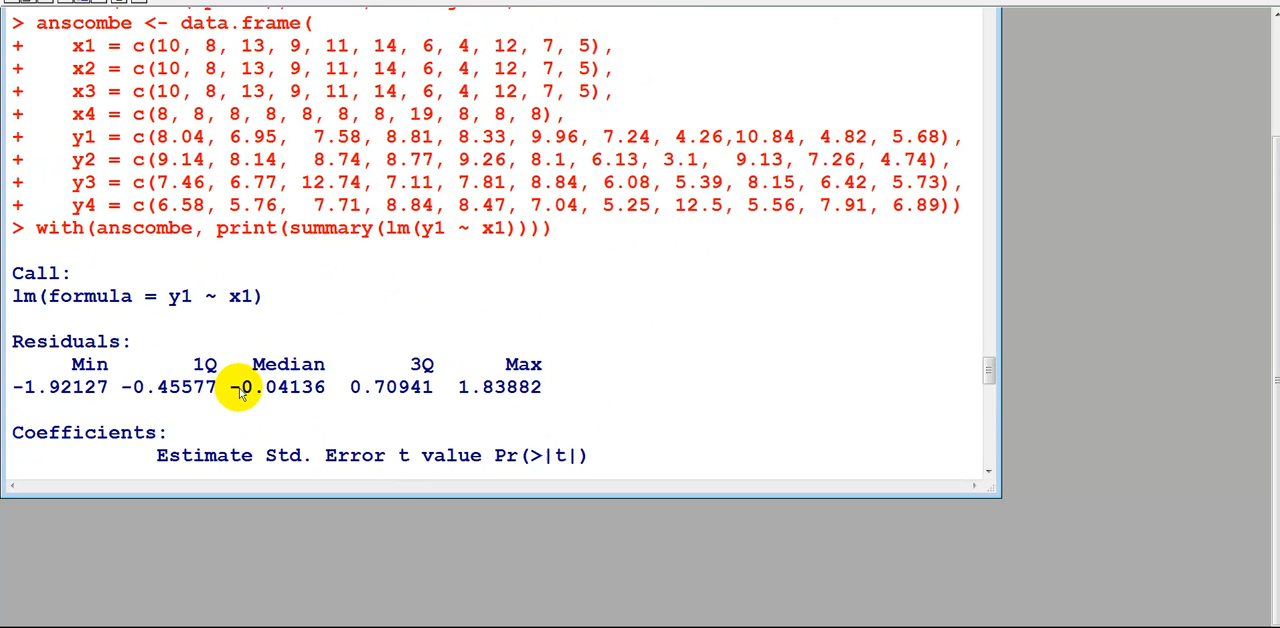 > anscombe <- data.frame(
+    x1 = c(10, 8, 13, 9, 11, 14, 6, 4, 12, 7, 5),
+    x2 = c(10, 8, 13, 9, 11, 14, 6, 4, 12, 7, 5),
+    x3 = c(10, 8, 13, 9, 11, 14, 6, 4, 12, 7, 5),
+    x4 = c(8, 8, 8, 8, 8, 8, 8, 19, 8, 8, 8),
+    y1 = c(8.04, 6.95,  7.58, 8.81, 8.33, 9.96, 7.24, 4.26,10.84, 4.82, 5.68),
+    y2 = c(9.14, 8.14,  8.74, 8.77, 9.26, 8.1, 6.13, 3.1,  9.13, 7.26, 4.74),
+    y3 = c(7.46, 6.77, 12.74, 7.11, 7.81, 8.84, 6.08, 5.39, 8.15, 6.42, 5.73),
+    y4 = c(6.58, 5.76,  7.71, 8.84, 8.47, 7.04, 5.25, 12.5, 5.56, 7.91, 6.89))
> with(anscombe, print(summary(lm(y1 ~ x1))))
Call:
lm(formula = y1 ~ x1)
Residuals:
     Min       1Q   Median       3Q      Max
-1.92127 -0.45577 -0.04136  0.70941  1.83882
Coefficients:
            Estimate Std. Error t value Pr(>|t|)